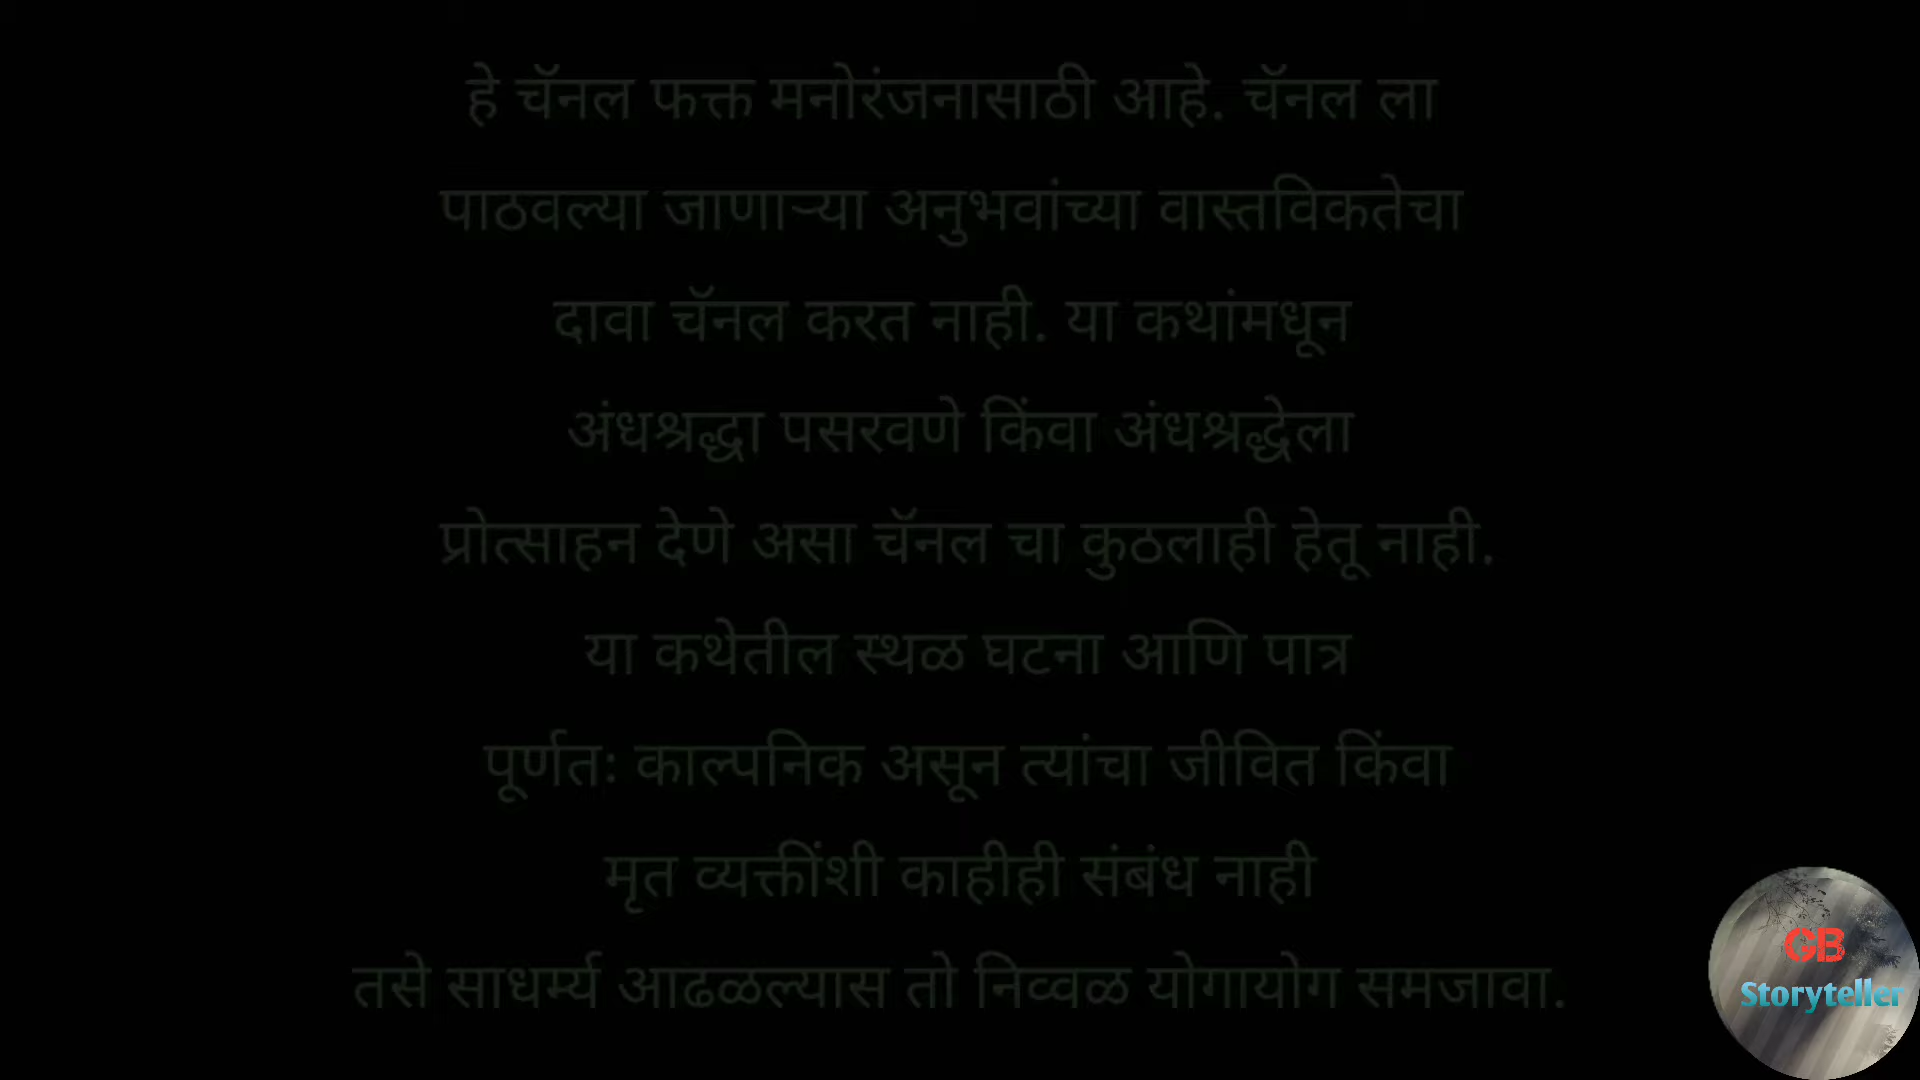 हे चॅनल फक्त मनोरंजनासाठी आहे. चॅनल ला
पाठवल्या जाणाऱ्या अनुभवांच्या वास्तविकतेचा
दावा चॅनल करत नाही. या कथांमधून
अंधश्रद्धा पसरवणे किंवा अंधश्रद्धेला
प्रोत्साहन देणे असा चॅनल चा कुठलाही हेतू नाही.
या कथेतील स्थळ घटना आणि पात्र
पूर्णतः काल्पनिक असून त्यांचा जीवित किंवा
मृत व्यक्तींशी काहीही संबंध नाही
तसे साधर्म्य आढळल्यास तो निव्वळ योगायोग समजावा.
GB
Storyteller